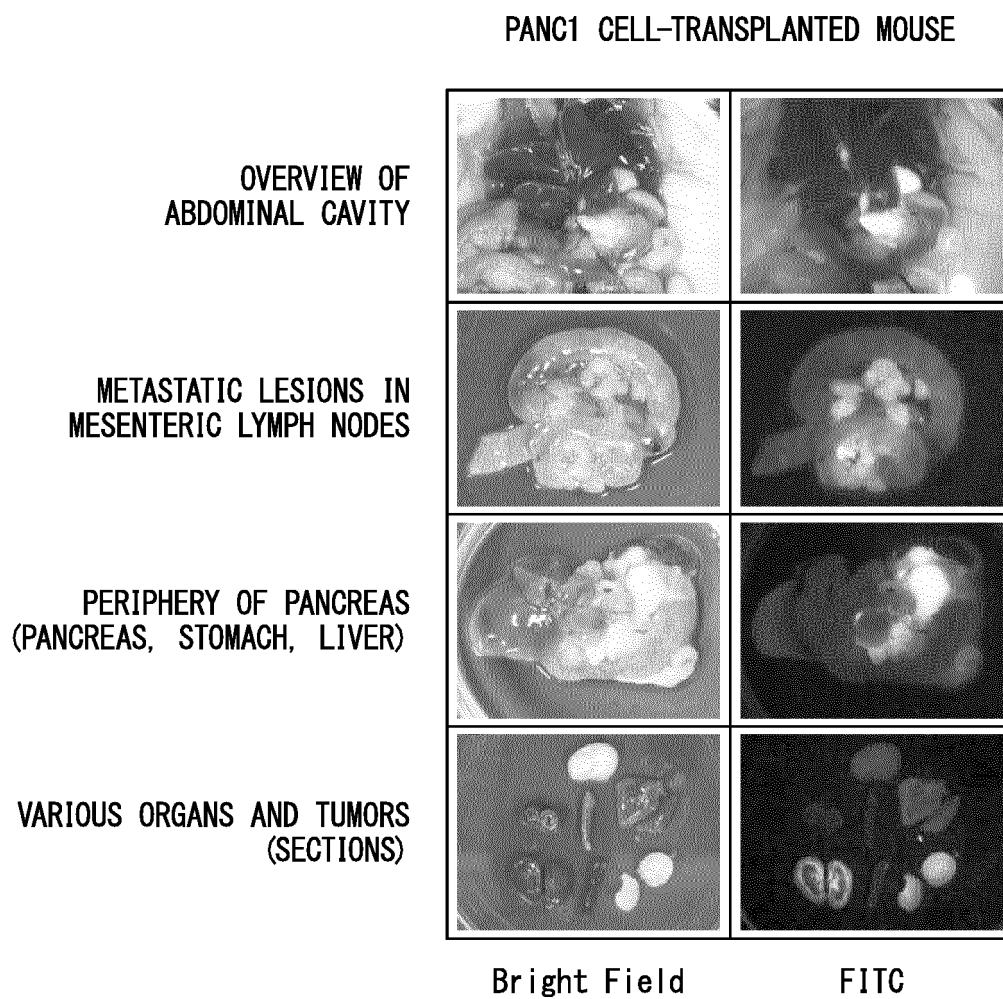 PANC1 CELL-TRANSPLANTED MOUSE
OVERVIEW OF
ABDOMINAL CAVITY
METASTATIC LESIONS IN
MESENTERIC LYMPH NODES
PERIPHERY OF PANCREAS
(PANCREAS, STOMACH, LIVER)
VARIOUS ORGANS AND TUMORS
(SECTIONS)
Bright Field
FITC